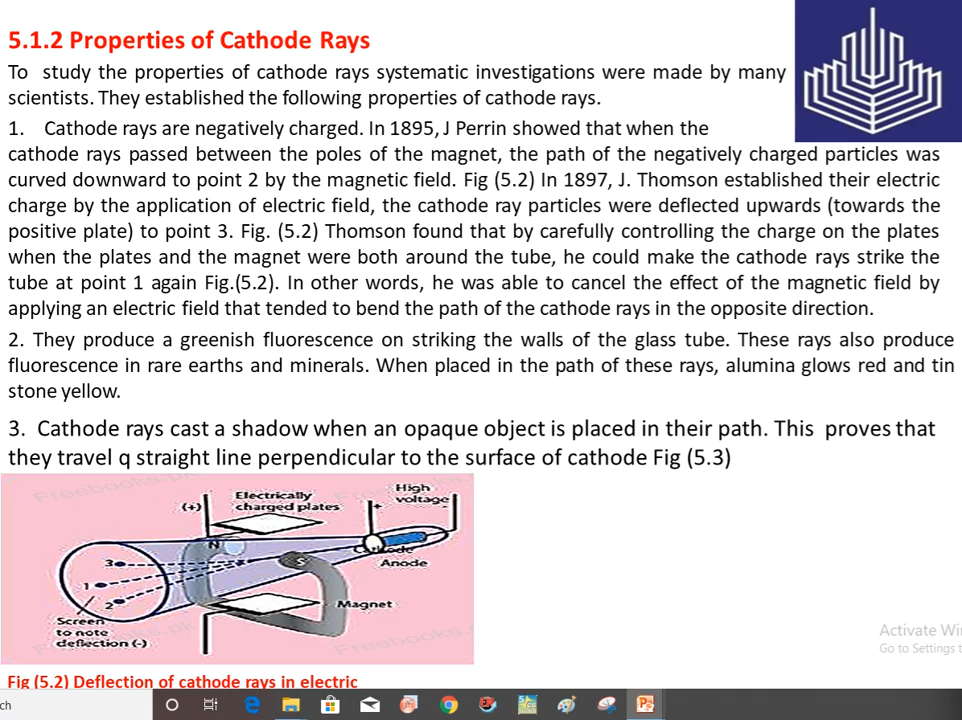 5.1.2 Properties of Cathode Rays
To study the properties of cathode rays systematic investigations were made by many
scientists. They established the following properties of cathode rays.
1. Cathode rays are negatively charged. In 1895, J Perrin showed that when the
cathode rays passed between the poles of the magnet, the path of the negatively charged particles was
curved downward to point 2 by the magnetic field. Fig (5.2) In 1897, J. Thomson established their electric
charge by the application of electric field, the cathode ray particles were deflected upwards (towards the
positive plate) to point 3. Fig. (5.2) Thomson found that by carefully controlling the charge on the plates
when the plates and the magnet were both around the tube, he could make the cathode rays strike the
tube at point 1 again Fig.(5.2). In other words, he was able to cancel the effect of the magnetic field by
applying an electric field that tended to bend the path of the cathode rays in the opposite direction.
2. They produce a greenish fluorescence on striking the walls of the glass tube. These rays also produce
fluorescence in rare earths and minerals. When placed in the path of these rays, alumina glows red and tin
stone yellow.
3. Cathode rays cast a shadow when an opaque object is placed in their path. This proves that
they travel q straight line perpendicular to the surface of cathode Fig (5.3)
High
voltage
Electrically
charged plates
(+)
+
-
N
Cathode
S
Anode
3
1
2
Magnet
Screen
to note
deflection (-)
Activate Wi
Go to Settings t
Fig (5.2) Deflection of cathode rays in electric
ch